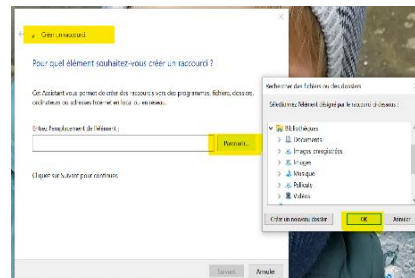 Créer un raccourci
Pour quel élément souhaitez-vous créer un raccourci ?
Cet Assistant vous permet de créer des raccourcis vers des programmes, fichiers, dossiers,
ordinateurs ou adresses Internet en local ou en réseau.
Entrez l'emplacement de l'élément :
Parcourir...
Cliquez sur Suivant pour continuer.
Suivant
Annuler
Rechercher des fichiers ou des dossiers
Sélectionnez l'élément désigné par le raccourci ci-dessous :
Bibliothèques
Documents
Images enregistrées
Images
Musique
Pellicule
Vidéos
Créer un nouveau dossier
OK
Annuler